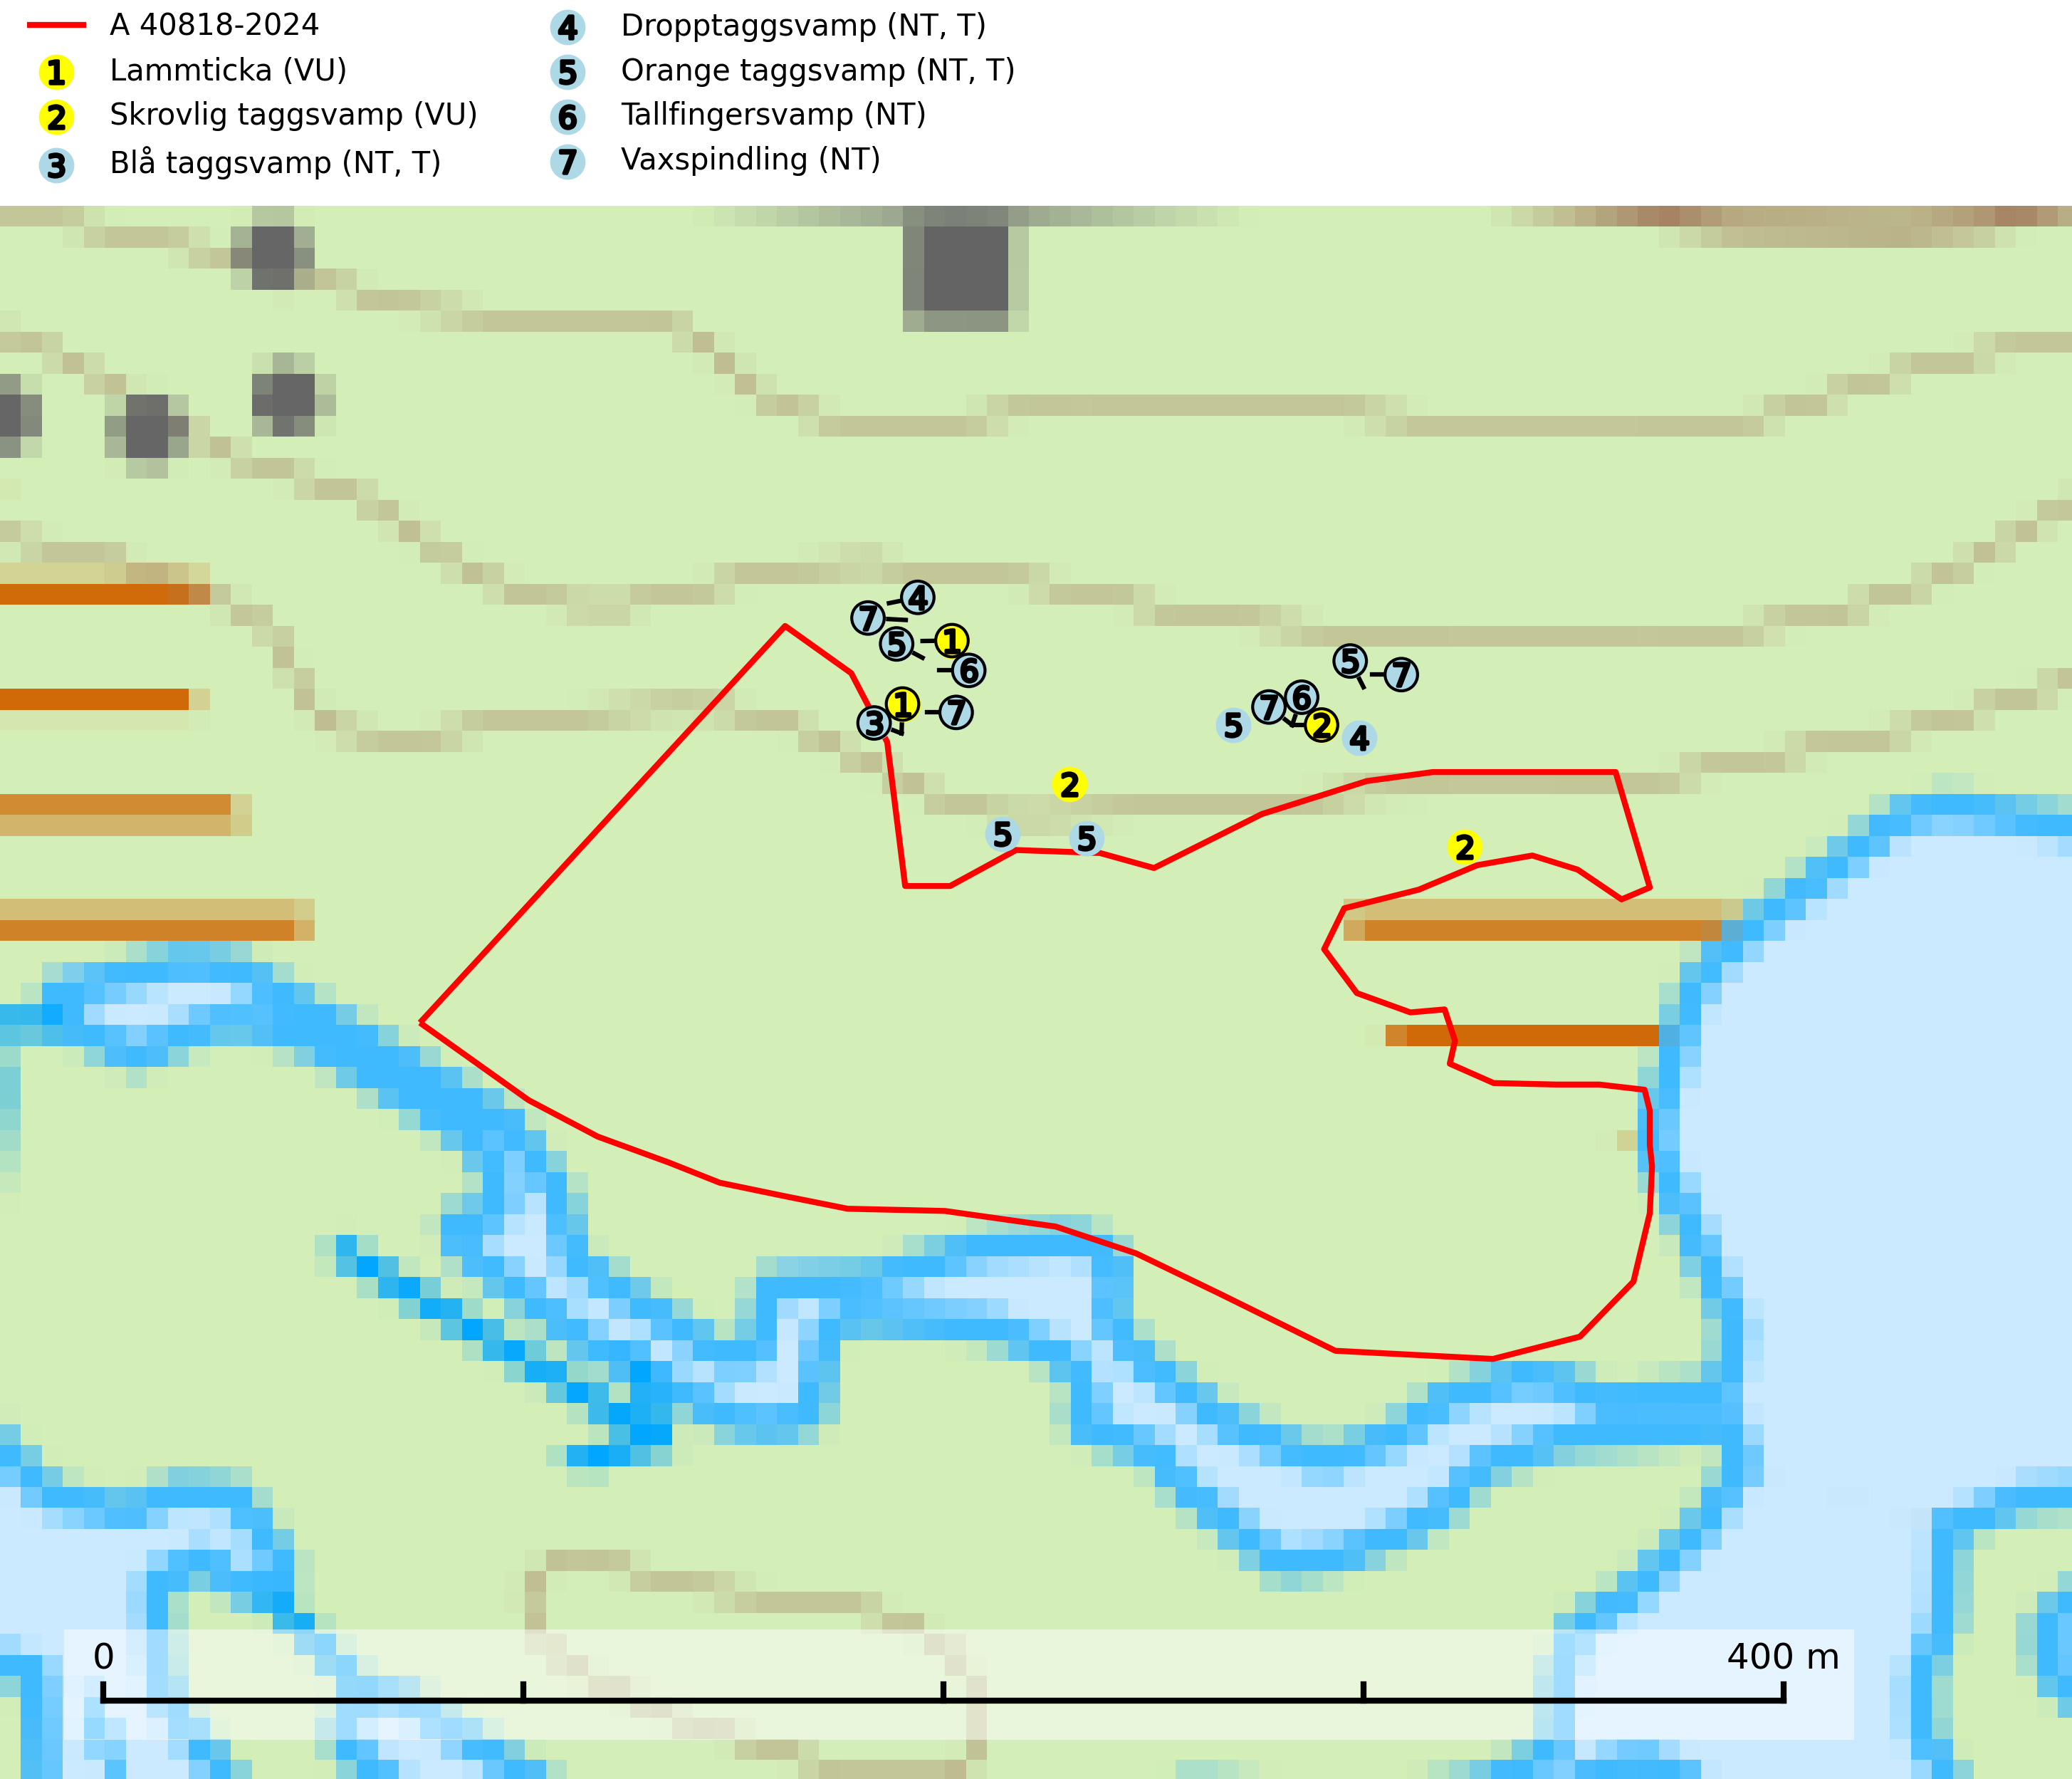 A 40818-2024
1 Lammticka (VU)
2 Skrovlig taggsvamp (VU)
3 Blå taggsvamp (NT, T)
4 Dropptaggsvamp (NT, T)
5 Orange taggsvamp (NT, T)
6 Tallfingersvamp (NT)
7 Vaxspindling (NT)
4
7
5 1
6
1
3 7
5 7
6
7
5 2 4
2
5 5
2
0 400 m